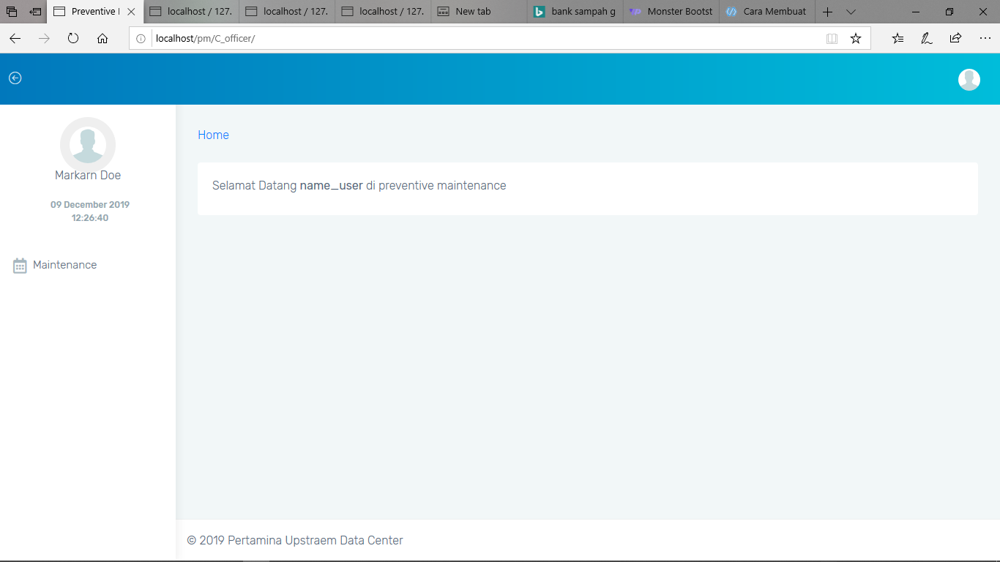 Preventive
localhost / 127.
localhost / 127.
localhost / 127.
New tab
bank sampah g
Monster Bootst
Cara Membuat
localhost/pm/C_officer/
Markarn Doe
09 December 2019
12:26:40
Maintenance
Home
Selamat Datang name_user di preventive maintenance
© 2019 Pertamina Upstraem Data Center